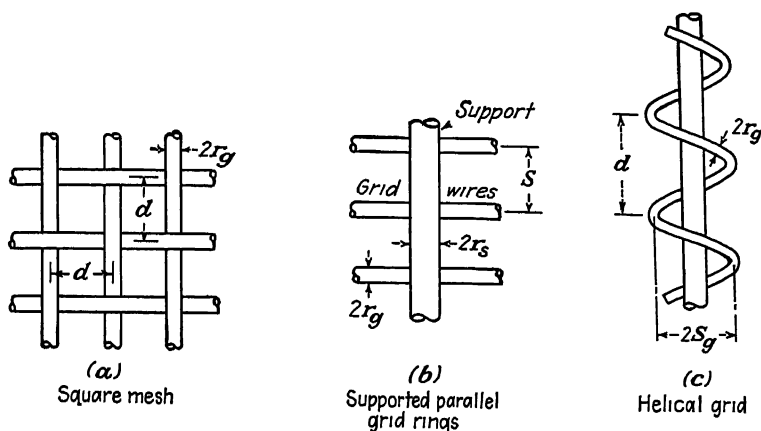 2rg
d
d
(a)
Square mesh
Support
Grid wires
S
2rs
2rg
(b)
Supported parallel
grid rings
2rg
d
2Sg
(c)
Helical grid